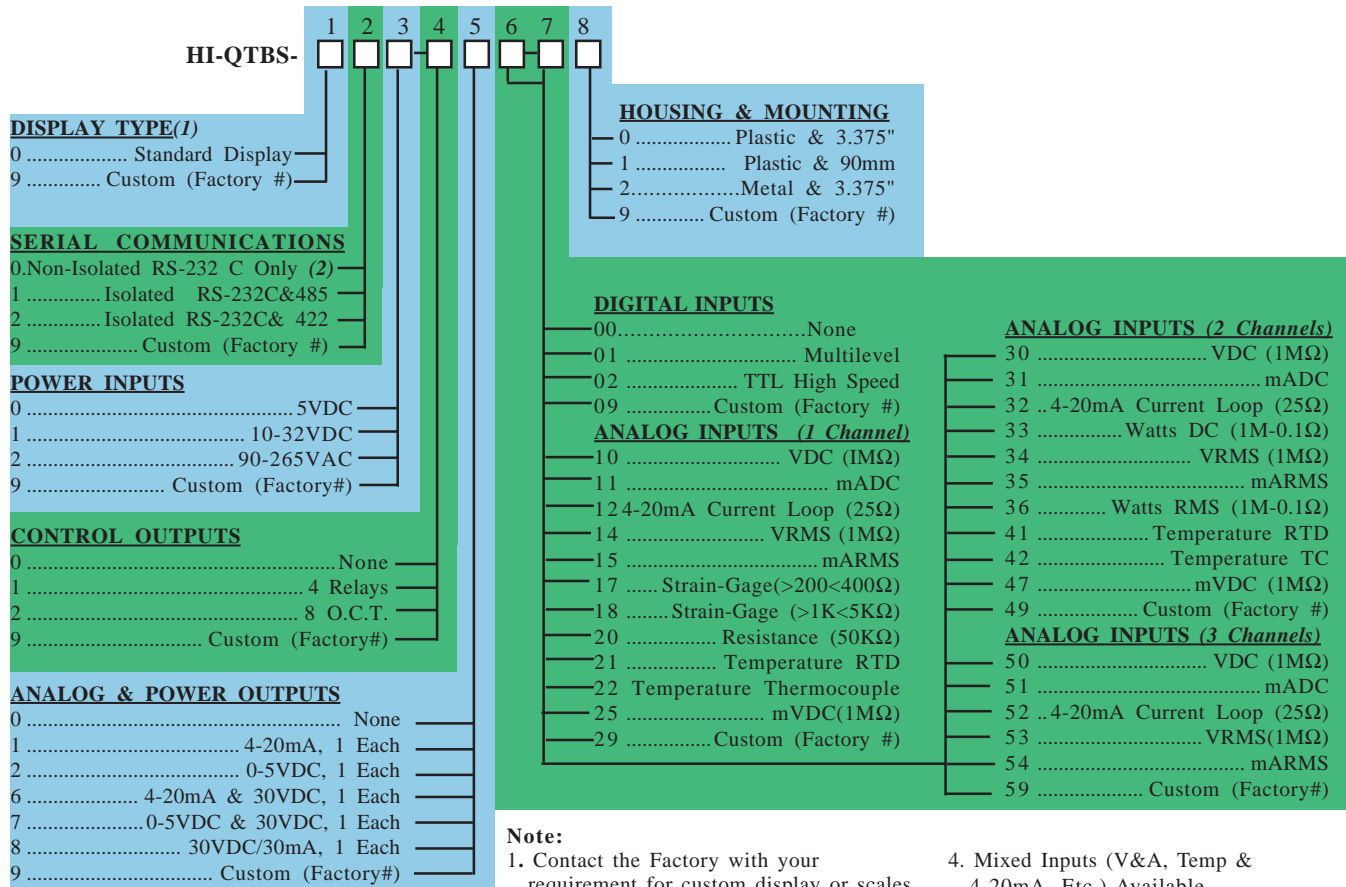 1 2 3 4 5 6 7 8
HI-QTBS-
DISPLAY TYPE(1)
0 ................... Standard Display
9 .............. Custom (Factory #)
SERIAL COMMUNICATIONS
0.Non-Isolated RS-232 C Only (2)
1 .............. Isolated RS-232C&485
2 .............. Isolated RS-232C& 422
9 ..................... Custom (Factory #)
POWER INPUTS
0 ............................................. 5VDC
1 ..................................... 10-32VDC
2 ................................... 90-265VAC
9 ......................... Custom (Factory#)
CONTROL OUTPUTS
0 ................................................... None
1 .............................................. 4 Relays
2 ............................................. 8 O.C.T.
9 ................................ Custom (Factory#)
ANALOG & POWER OUTPUTS
0 .................................................... None
1 ................................... 4-20mA, 1 Each
2 ................................... 0-5VDC, 1 Each
6 .................... 4-20mA & 30VDC, 1 Each
7 .....................0-5VDC & 30VDC, 1 Each
8 .......................... 30VDC/30mA, 1 Each
9 ................................ Custom (Factory #)
HOUSING & MOUNTING
0 .................. Plastic & 3.375"
1 ................. Plastic & 90mm
2..................Metal & 3.375"
9 ............. Custom (Factory #)
DIGITAL INPUTS
00..............................None
01 ................................ Multilevel
02 ..................... TTL High Speed
09 ................Custom (Factory #)
ANALOG INPUTS (1 Channel)
10 ............................. VDC (IMΩ)
11 ...................................... mADC
12 4-20mA Current Loop (25Ω)
14 .......................... VRMS (1MΩ)
15 .....................................mARMS
17 ...... Strain-Gage(>200<400Ω)
18 ........Strain-Gage (>1K<5KΩ)
20 ................ Resistance (50KΩ)
21 ................. Temperature RTD
22 Temperature Thermocouple
25 .......................... mVDC(1MΩ)
29 ................Custom (Factory #)
ANALOG INPUTS (2 Channels)
30 ................................VDC (1MΩ)
31 .......................................... mADC
32 .. 4-20mA Current Loop (25Ω)
33 ................Watts DC (1M-0.1Ω)
34 ............................. VRMS (1MΩ)
35 ........................................ mARMS
36 ............. Watts RMS (1M-0.1Ω)
41 .....................Temperature RTD
42 ........................ Temperature TC
47 ..............................mVDC (1MΩ)
49 ................... Custom (Factory #)
ANALOG INPUTS (3 Channels)
50 ................................ VDC (1MΩ)
51 .......................................... mADC
52 .. 4-20mA Current Loop (25Ω)
53 ...............................VRMS(1MΩ)
54 ........................................ mARMS
59 .................... Custom (Factory#)
Note:
1. Contact the Factory with your
requirement for custom display or scales
4. Mixed Inputs (V&A, Temp &
4-20mA, Etc.) Available